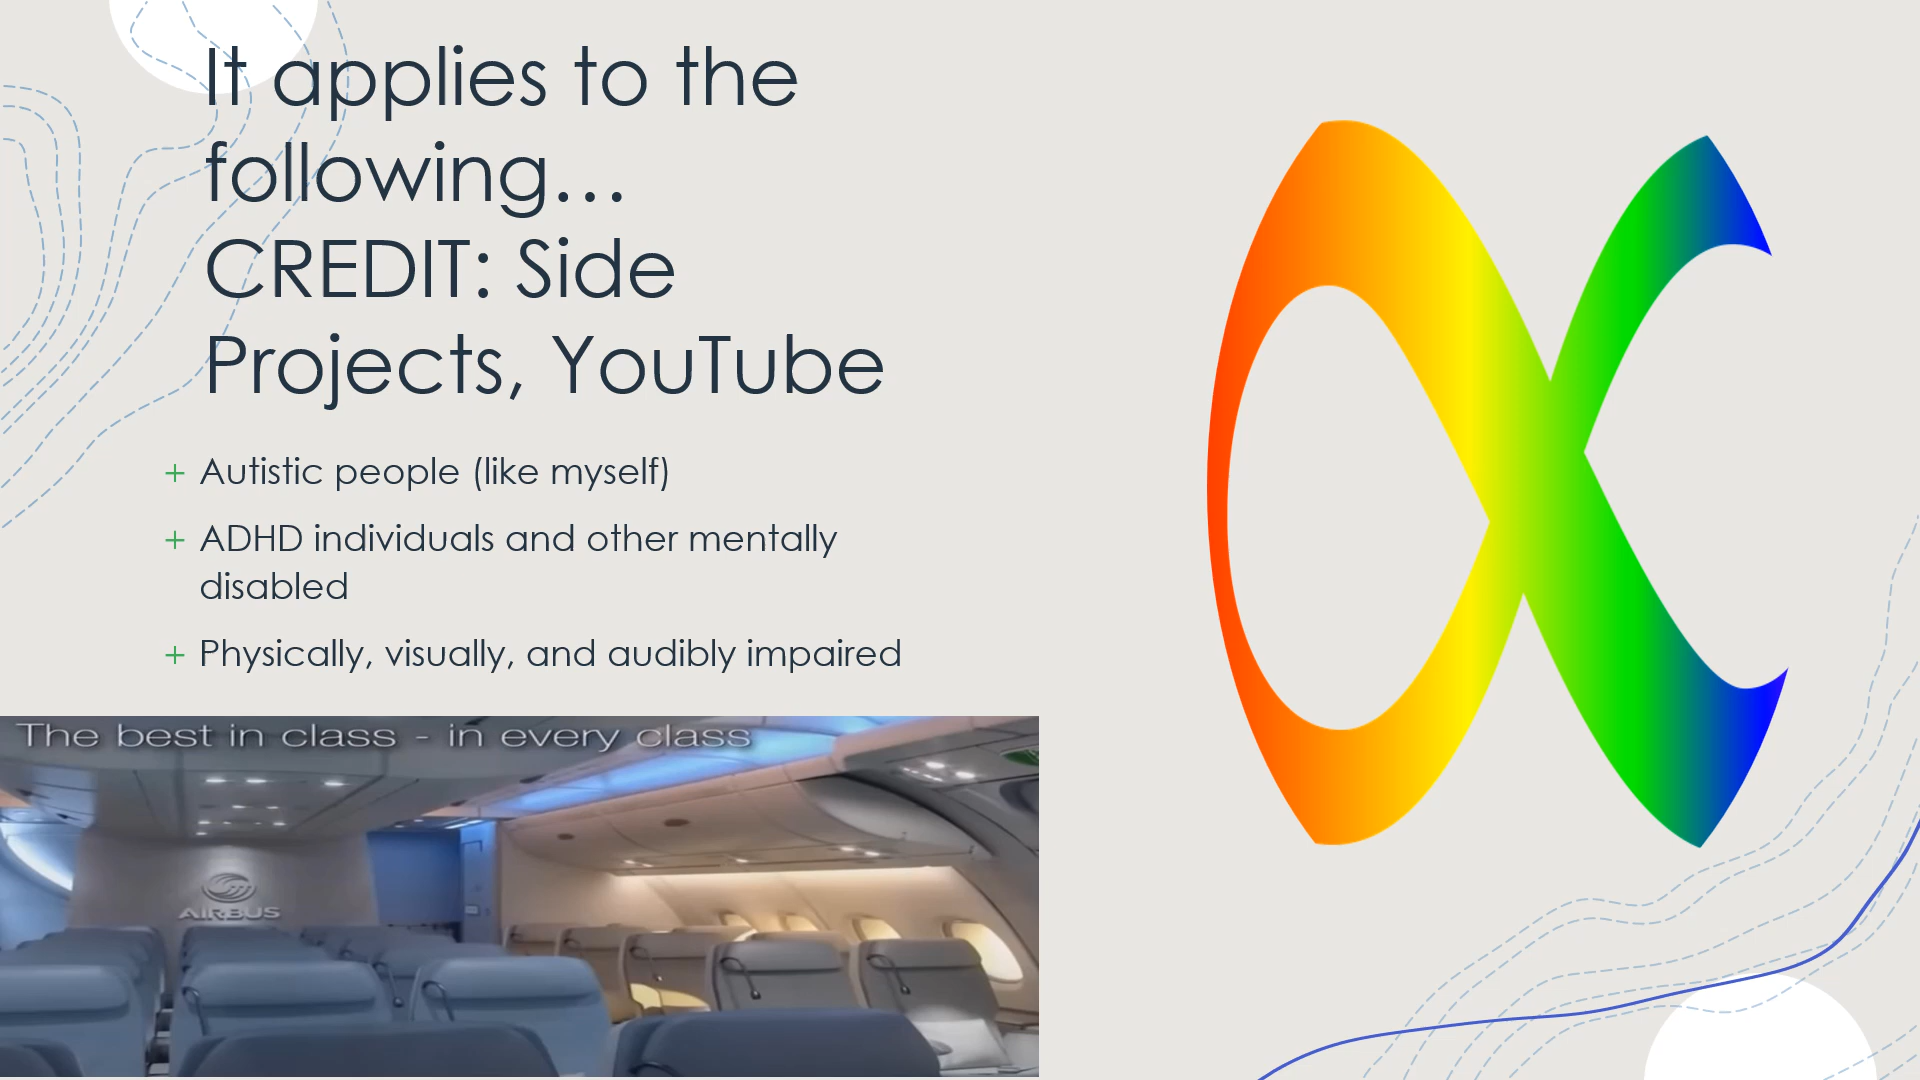 It applies to the
following…
CREDIT: Side
Projects, YouTube
+ Autistic people (like myself)
+ ADHD individuals and other mentally
disabled
+ Physically, visually, and audibly impaired
The best in class - in every class
AIRBUS